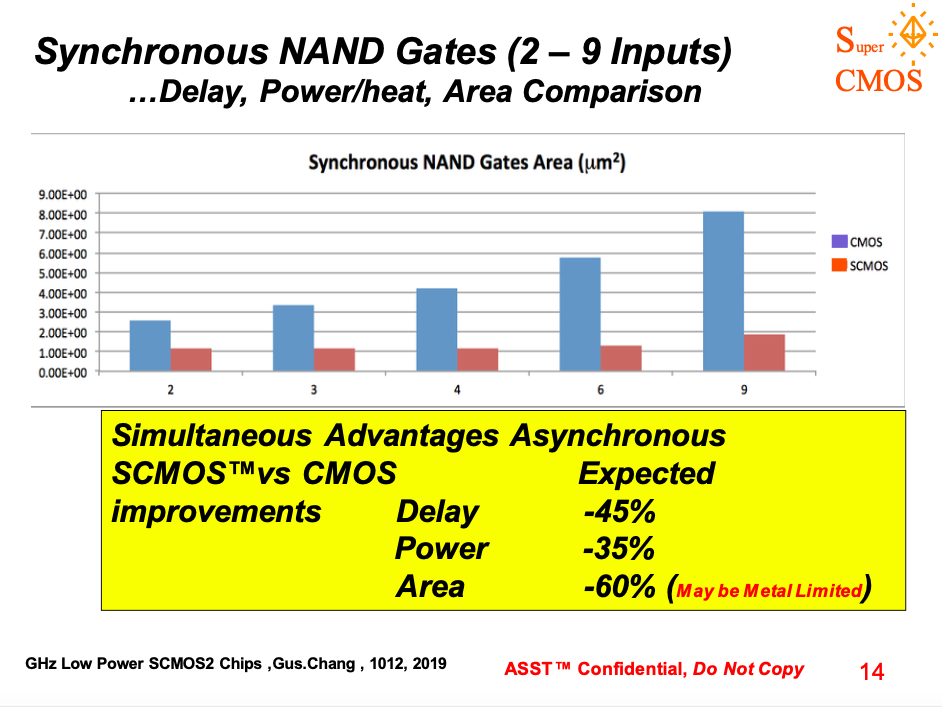 Synchronous NAND Gates (2 – 9 Inputs)
…Delay, Power/heat, Area Comparison
Super
CMOS
Synchronous NAND Gates Area (μm²)
9.00E+00
8.00E+00
7.00E+00
6.00E+00
5.00E+00
4.00E+00
3.00E+00
2.00E+00
1.00E+00
0.00E+00
2 3 4 6 9
CMOS
SCMOS
Simultaneous Advantages Asynchronous
SCMOS™vs CMOS Expected
improvements Delay -45%
Power -35%
Area -60% (May be Metal Limited)
GHz Low Power SCMOS2 Chips ,Gus.Chang , 1012, 2019
ASST™ Confidential, Do Not Copy
14